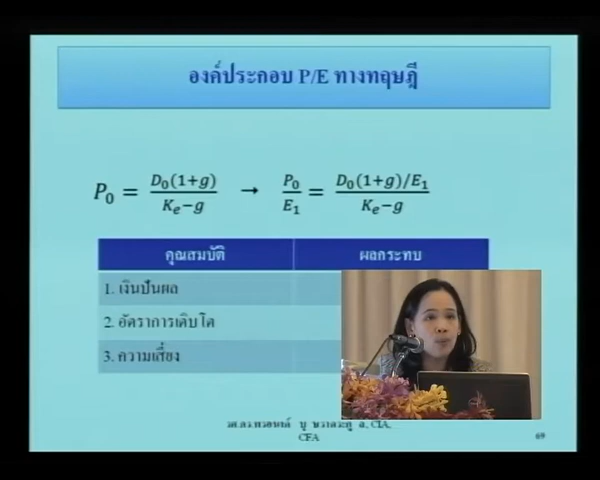 องค์ประกอบ P/E ทางทฤษฎี
P₀ = D₀(1+g) / Kₑ−g → P₀ / E₁ = D₀(1+g)/E₁ / Kₑ−g
คุณสมบัติ ผลกระทบ
1. เงินปันผล
2. อัตราการเติบโต
3. ความเสี่ยง
CIA,
CFA
69